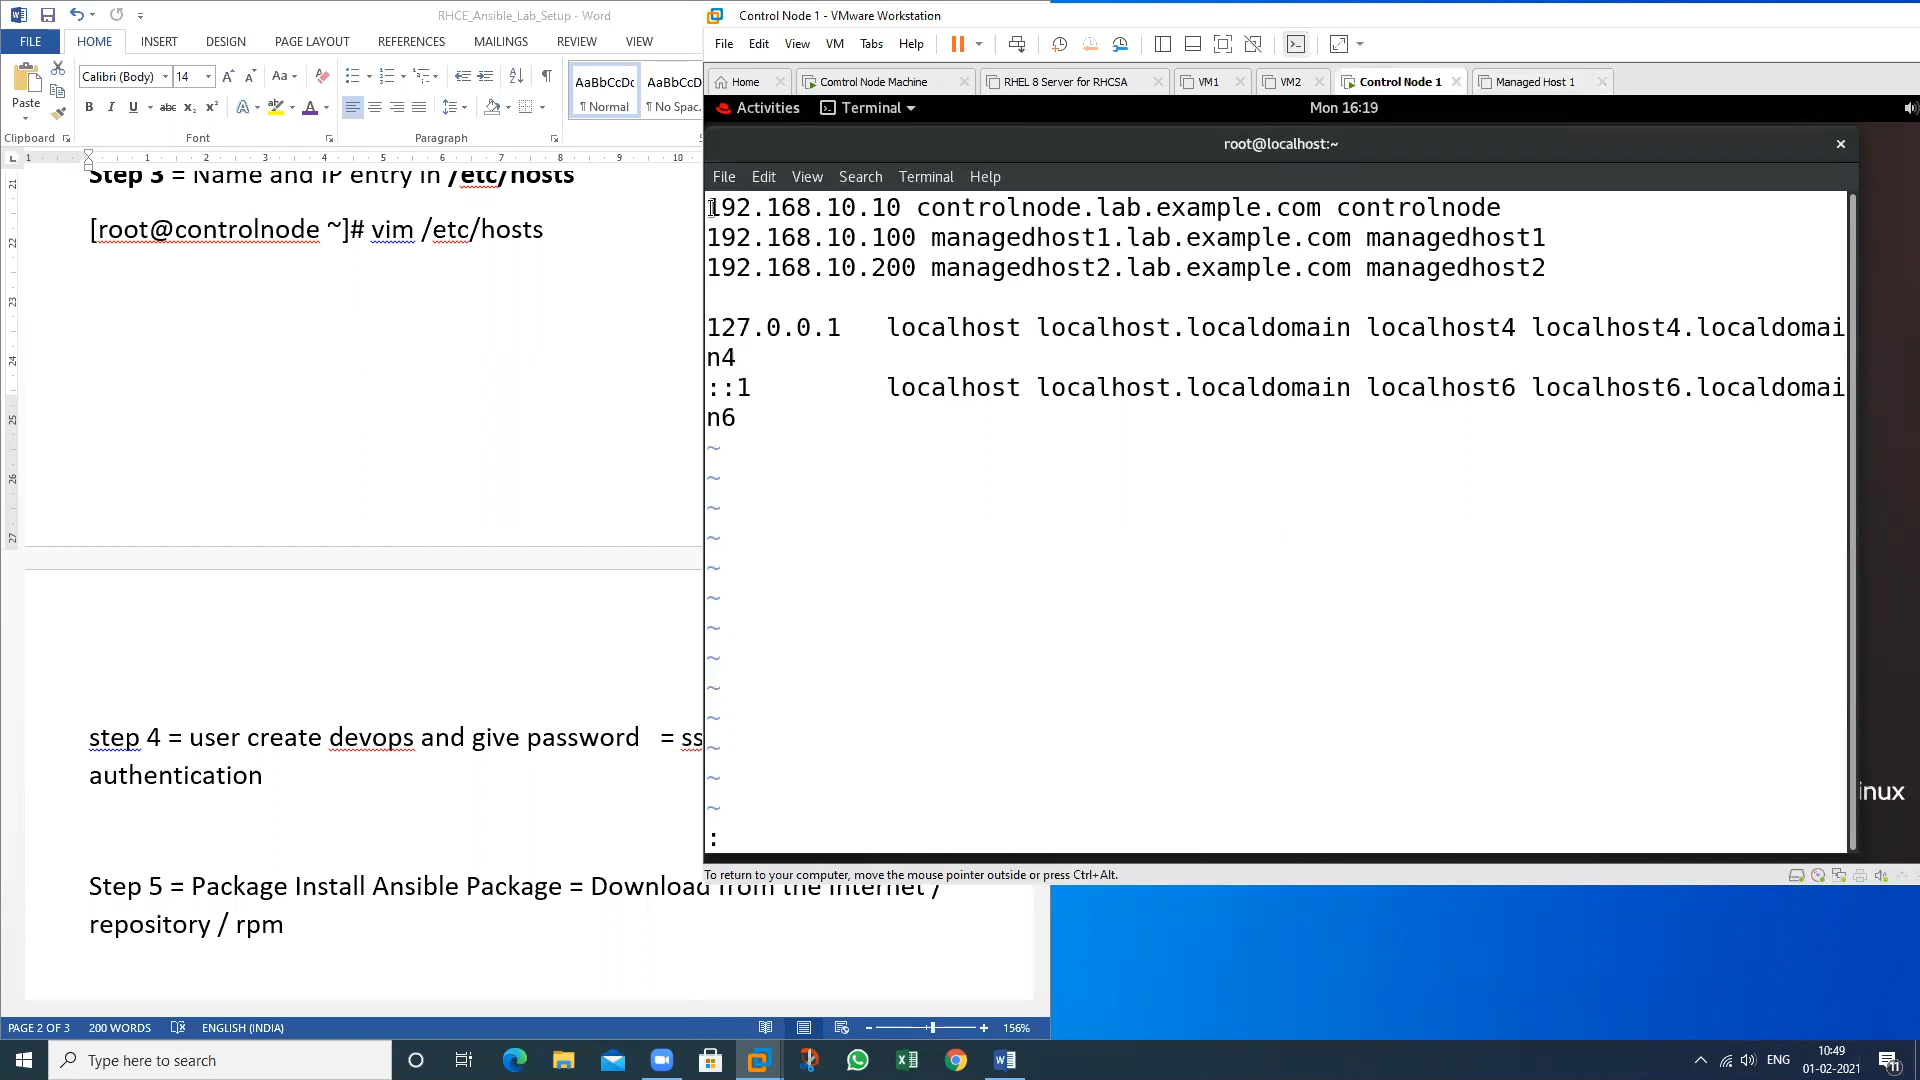 RHCE_Ansible_Lab_Setup - Word
FILE HOME INSERT DESIGN PAGE LAYOUT REFERENCES MAILINGS REVIEW VIEW
Paste
Calibri (Body) 14
AaBbCcDc AaBbCcDc
¶ Normal ¶ No Spac...
Clipboard Font Paragraph
Step 3 = Name and IP entry in /etc/hosts
[root@controlnode ~]# vim /etc/hosts
step 4 = user create devops and give password = ss
authentication
Step 5 = Package Install Ansible Package = Download from the internet /
repository / rpm
PAGE 2 OF 3 200 WORDS ENGLISH (INDIA) 156%
Control Node 1 - VMware Workstation
File Edit View VM Tabs Help
Home Comtrol Node Machine RHEL 8 Server for RHCSA VM1 VM2 Control Node 1 Managed Host 1
Activities Terminal Mon 16:19
root@localhost:~
File Edit View Search Terminal Help
192.168.10.10 controlnode.lab.example.com controlnode
192.168.10.100 managedhost1.lab.example.com managedhost1
192.168.10.200 managedhost2.lab.example.com managedhost2
127.0.0.1 localhost localhost.localdomain localhost4 localhost4.localdomai
n4
::1 localhost localhost.localdomain localhost6 localhost6.localdomai
n6
~
~
~
~
~
~
~
~
~
~
~
~
~
:
inux
To return to your computer, move the mouse pointer outside or press Ctrl+Alt.
Type here to search
ENG
10:49
01-02-2021
11